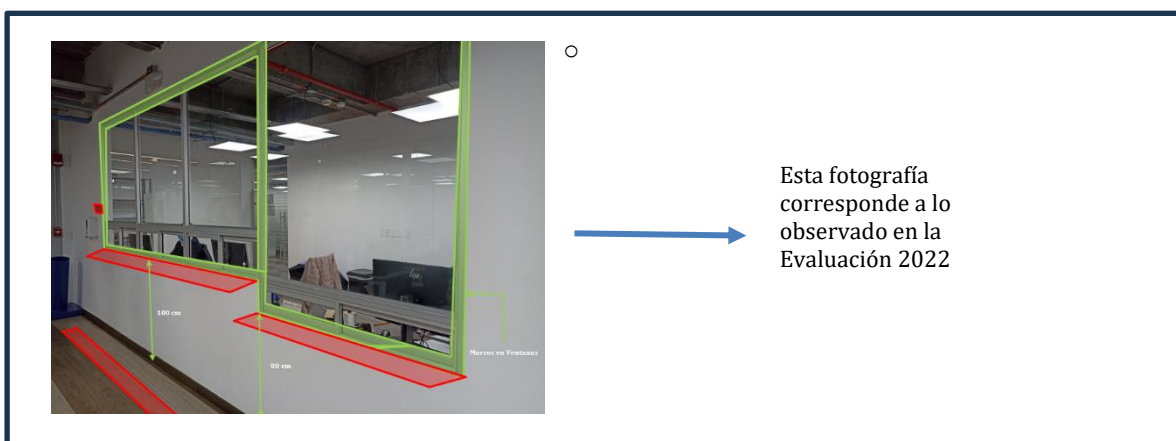 100 cm
80 cm
Marcos en Ventanas
Esta fotografía
corresponde a lo
observado en la
Evaluación 2022